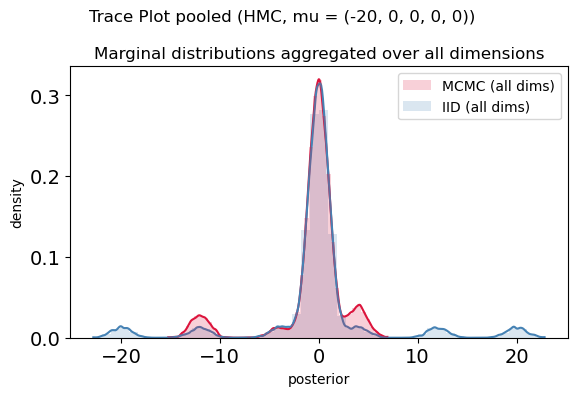 Trace Plot pooled (HMC, mu = (-20, 0, 0, 0, 0))
Marginal distributions aggregated over all dimensions
MCMC (all dims)
IID (all dims)
density
0.3
0.2
0.1
0.0
−20
−10
0
10
20
posterior